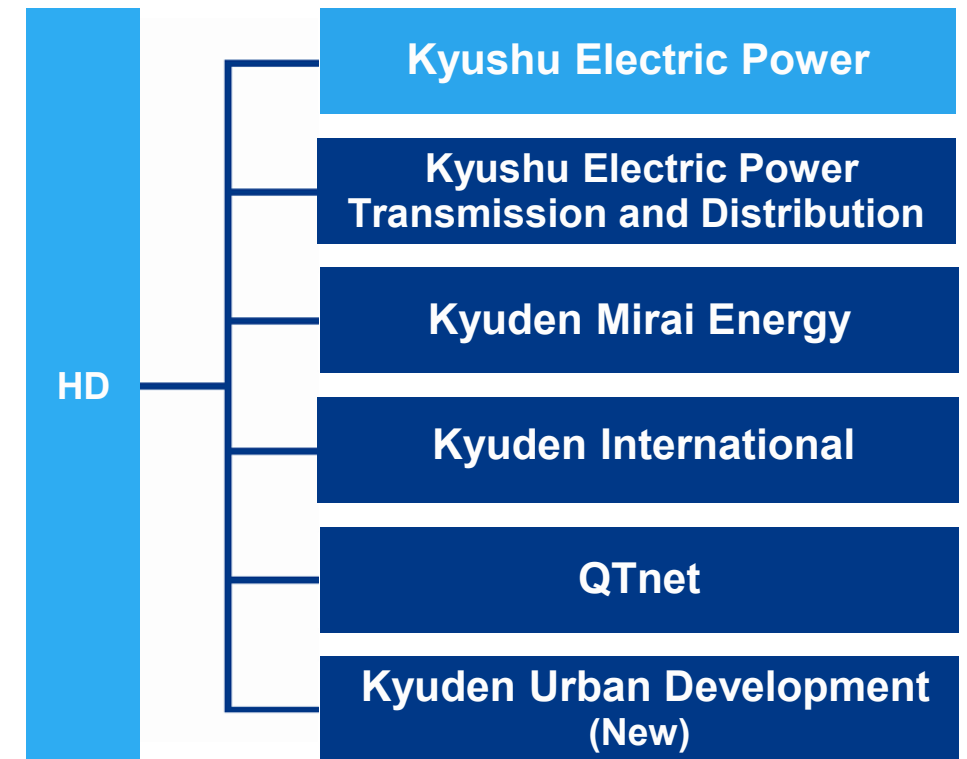 Kyushu Electric Power
Kyushu Electric Power
Transmission and Distribution
Kyuden Mirai Energy
HD
Kyuden International
QTnet
Kyuden Urban Development
(New)